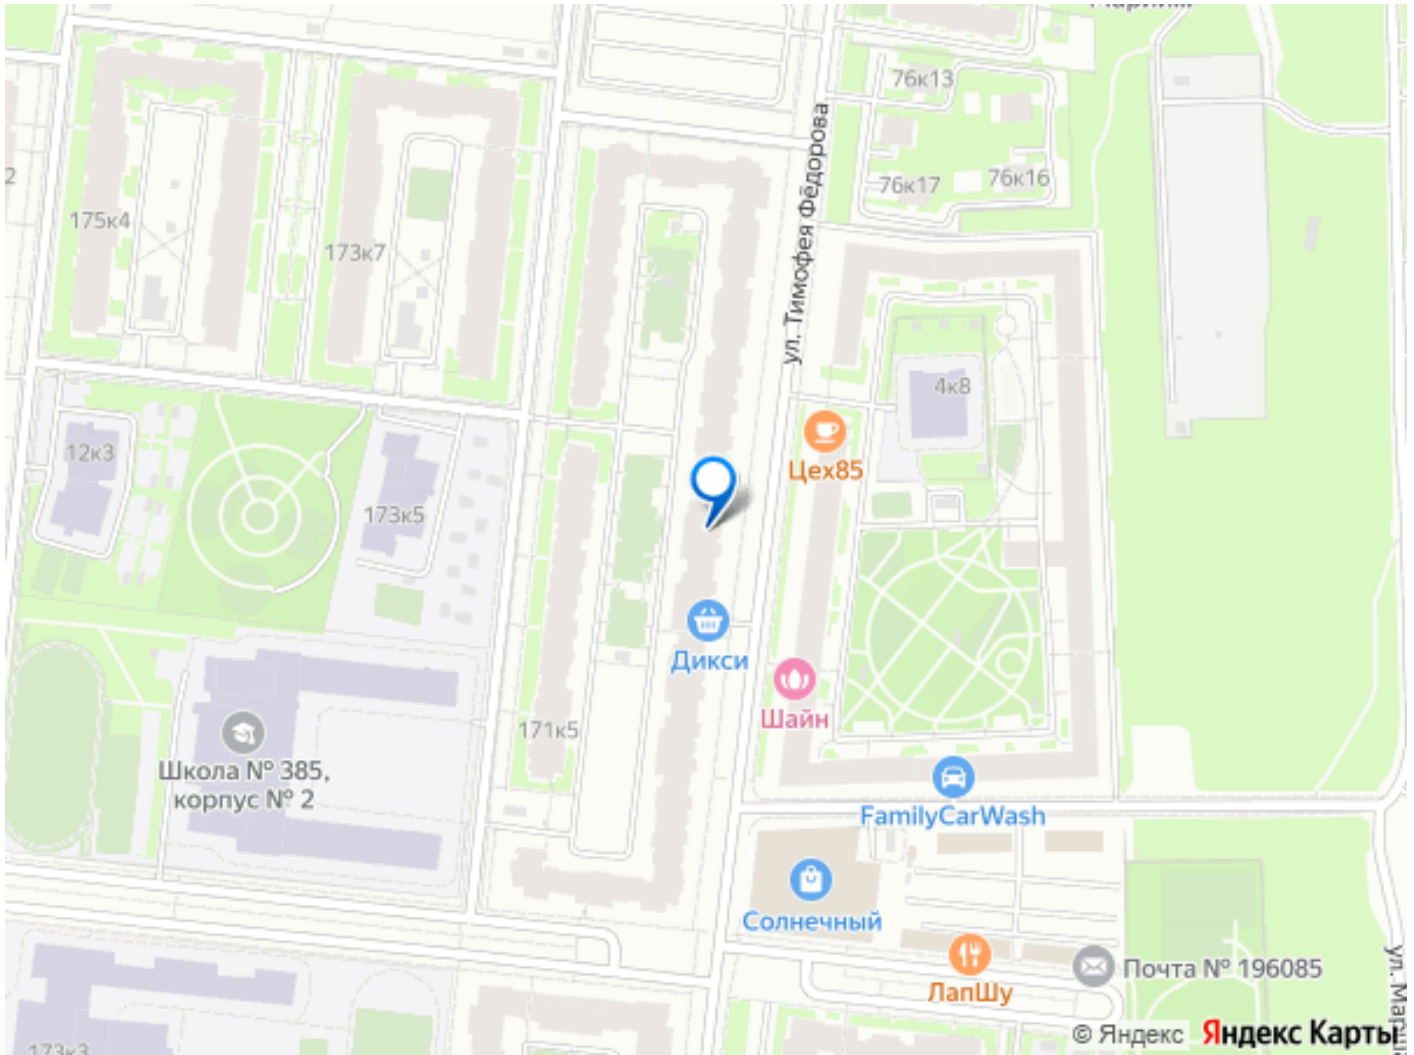 76к13
ул. Тимофея Фёдорова
2
76к17
76к16
175к4
173к7
4к8
12к3
Цех85
173к5
Дикси
Шайн
171к5
Школа № 385,
корпус № 2
FamilyCarWash
Солнечный
ЛапШу
Почта № 196085
© Яндекс
Яндекс Карты
173к3